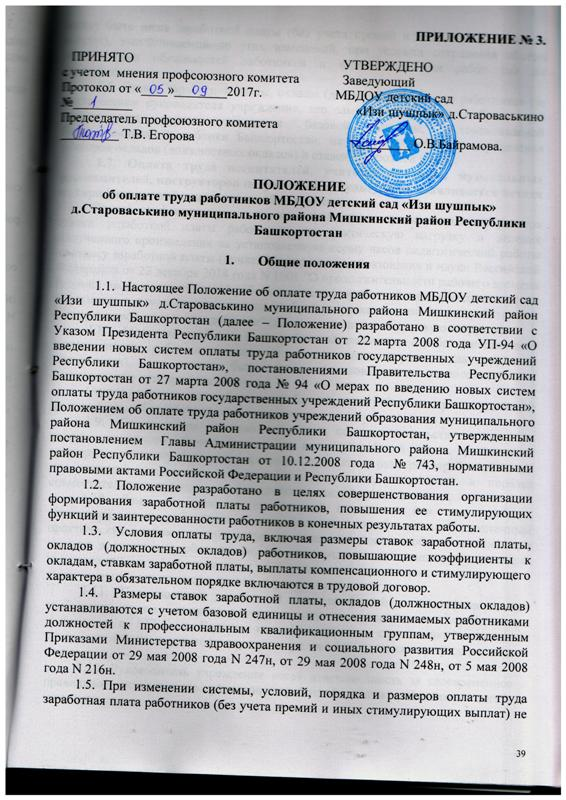 ПРИЛОЖЕНИЕ № 3.
ПРИНЯТО
с учетом мнения профсоюзного комитета
Протокол от « 05 » 09 2017г.
№ 1
Председатель профсоюзного комитета
Т.В. Егорова
УТВЕРЖДЕНО
Заведующий
МБДОУ детский сад
«Изи шушпык» д.Староваськино
О.В.Байрамова.
ПОЛОЖЕНИЕ
об оплате труда работников МБДОУ детский сад «Изи шушпык»
д.Староваськино муниципального района Мишкинский район Республики
Башкортостан
1. Общие положения
1.1. Настоящее Положение об оплате труда работников МБДОУ детский сад
«Изи шушпык» д.Староваськино муниципального района Мишкинский район
Республики Башкортостан (далее – Положение) разработано в соответствии с
Указом Президента Республики Башкортостан от 22 марта 2008 года УП-94 «О
введении новых систем оплаты труда работников государственных учреждений
Республики Башкортостан», постановлениями Правительства Республики
Башкортостан от 27 марта 2008 года № 94 «О мерах по введению новых систем
оплаты труда работников государственных учреждений Республики Башкортостан»,
Положением об оплате труда работников учреждений образования муниципального
района Мишкинский район Республики Башкортостан, утвержденным
постановлением Главы Администрации муниципального района Мишкинский
район Республики Башкортостан от 10.12.2008 года № 743, нормативными
правовыми актами Российской Федерации и Республики Башкортостан.
1.2. Положение разработано в целях совершенствования организации
формирования заработной платы работников, повышения ее стимулирующих
функций и заинтересованности работников в конечных результатах работы.
1.3. Условия оплаты труда, включая размеры ставок заработной платы,
окладов (должностных окладов) работников, повышающие коэффициенты к
окладам, ставкам заработной платы, выплаты компенсационного и стимулирующего
характера в обязательном порядке включаются в трудовой договор.
1.4. Размеры ставок заработной платы, окладов (должностных окладов)
устанавливаются с учетом базовой единицы и отнесения занимаемых работниками
должностей к профессиональным квалификационным группам, утвержденным
Приказами Министерства здравоохранения и социального развития Российской
Федерации от 29 мая 2008 года N 247н, от 29 мая 2008 года N 248н, от 5 мая 2008
года N 216н.
1.5. При изменении системы, условий, порядка и размеров оплаты труда
заработная плата работников (без учета премий и иных стимулирующих выплат) не
39